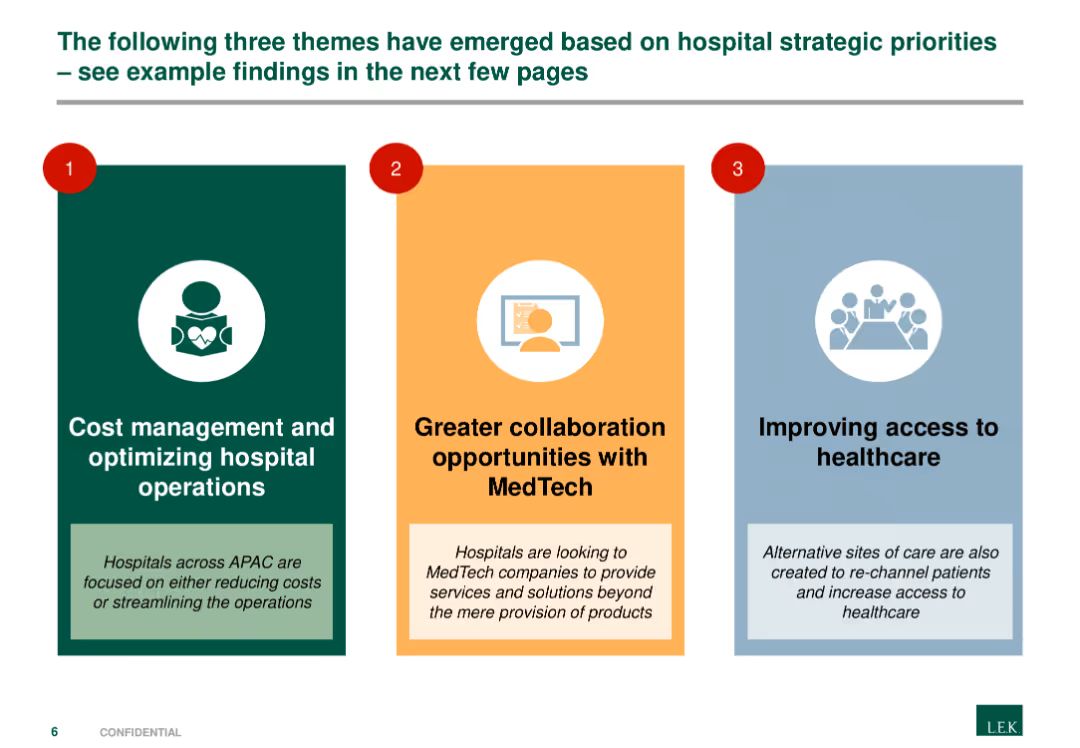 The following three themes have emerged based on hospital strategic priorities
– see example findings in the next few pages
1
Cost management and
optimizing hospital
operations
Hospitals across APAC are
focused on either reducing costs
or streamlining the operations
2
Greater collaboration
opportunities with
MedTech
Hospitals are looking to
MedTech companies to provide
services and solutions beyond
the mere provision of products
3
Improving access to
healthcare
Alternative sites of care are also
created to re-channel patients
and increase access to
healthcare
6
CONFIDENTIAL
L.E.K.